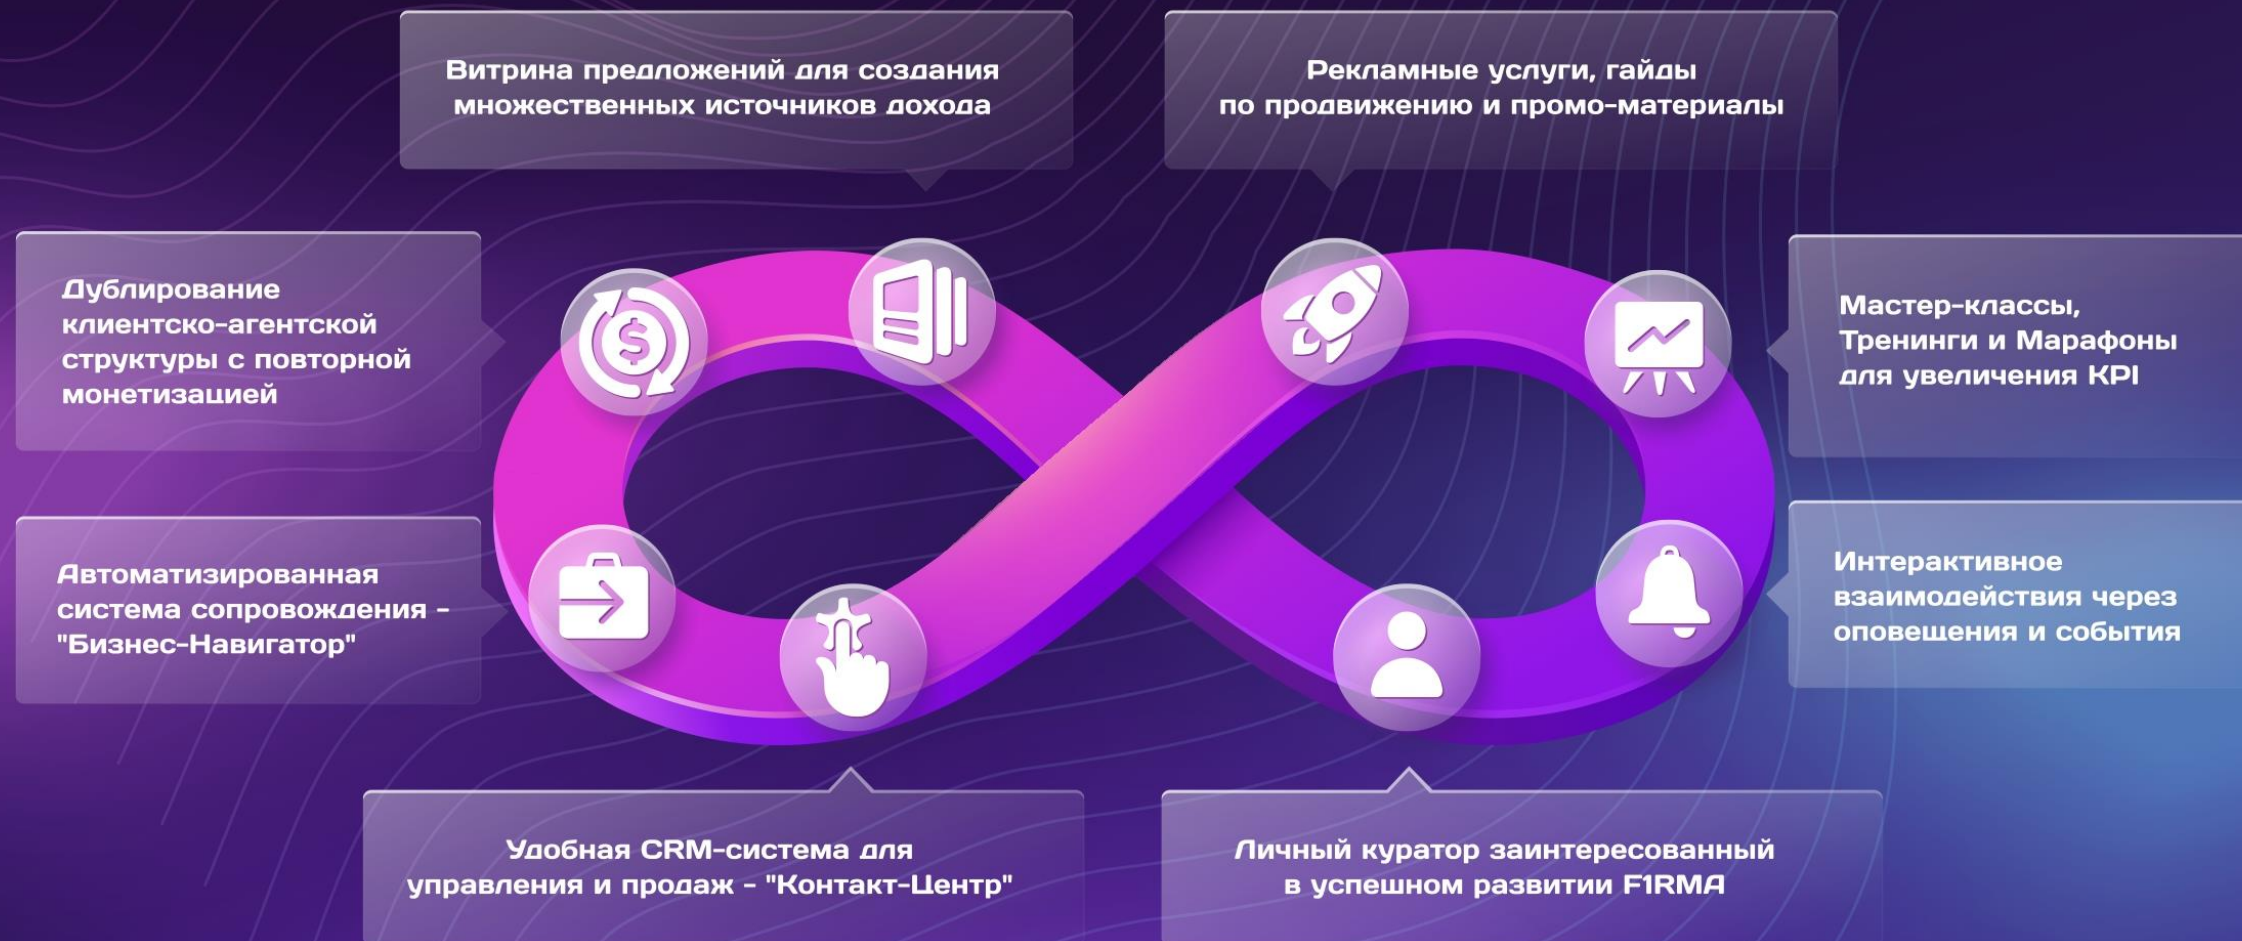 Витрина предложений для создания
множественных источников дохода
Рекламные услуги, гайды
по продвижению и промо-материалы
Дублирование
клиентско-агентской
структуры с повторной
монетизацией
Мастер-классы,
Тренинги и Марафоны
для увеличения KPI
Автоматизированная
система сопровождения -
"Бизнес-Навигатор"
Интерактивное
взаимодействия через
оповещения и события
Удобная CRM-система для
управления и продаж - "Контакт-Центр"
Личный куратор заинтересованный
в успешном развитии F1RMA